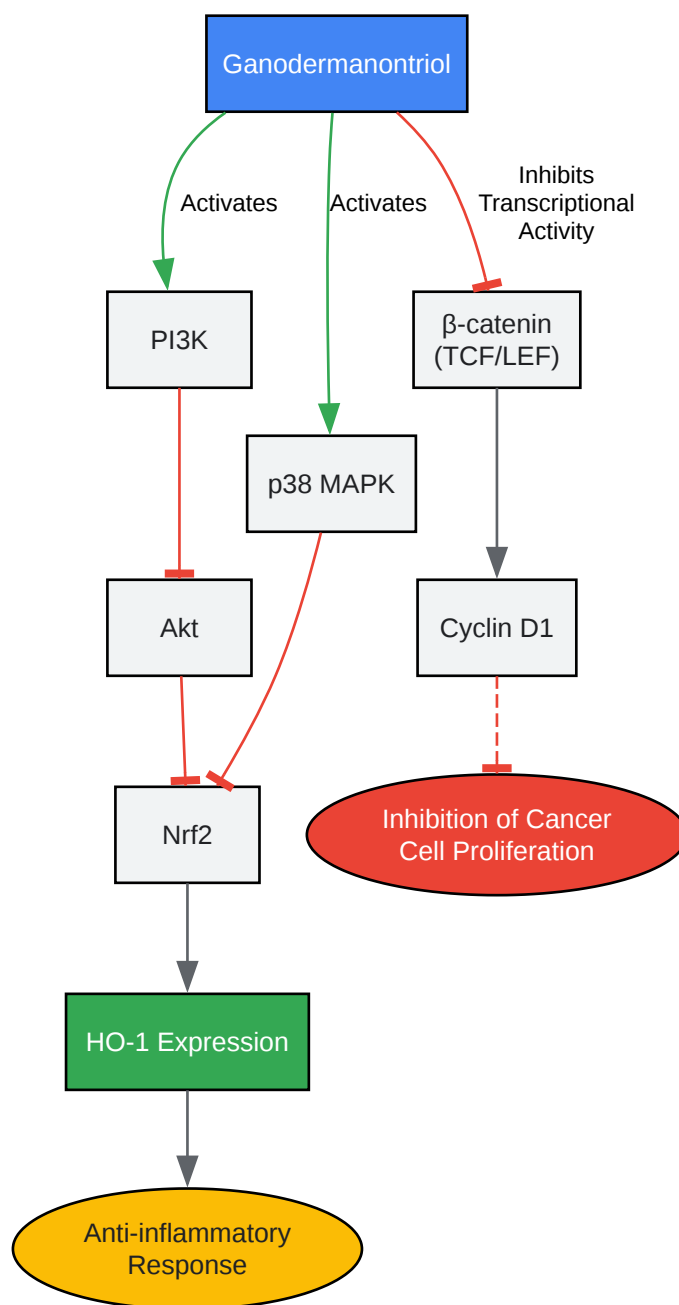 Ganodermanontriol
Activates
Activates
Inhibits
Transcriptional
Activity
PI3K
β-catenin
(TCF/LEF)
p38 MAPK
Akt
Cyclin D1
Nrf2
Inhibition of Cancer
Cell Proliferation
HO-1 Expression
Anti-inflammatory
Response